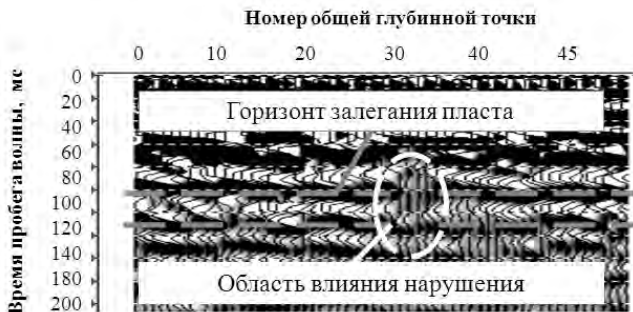 Номер общей глубинной точки
0 10 20 30 40 45
Время пробега волны, мс
0
20
40
60
80
100
120
140
160
180
200
Горизонт залегания пласта
Область влияния нарушения